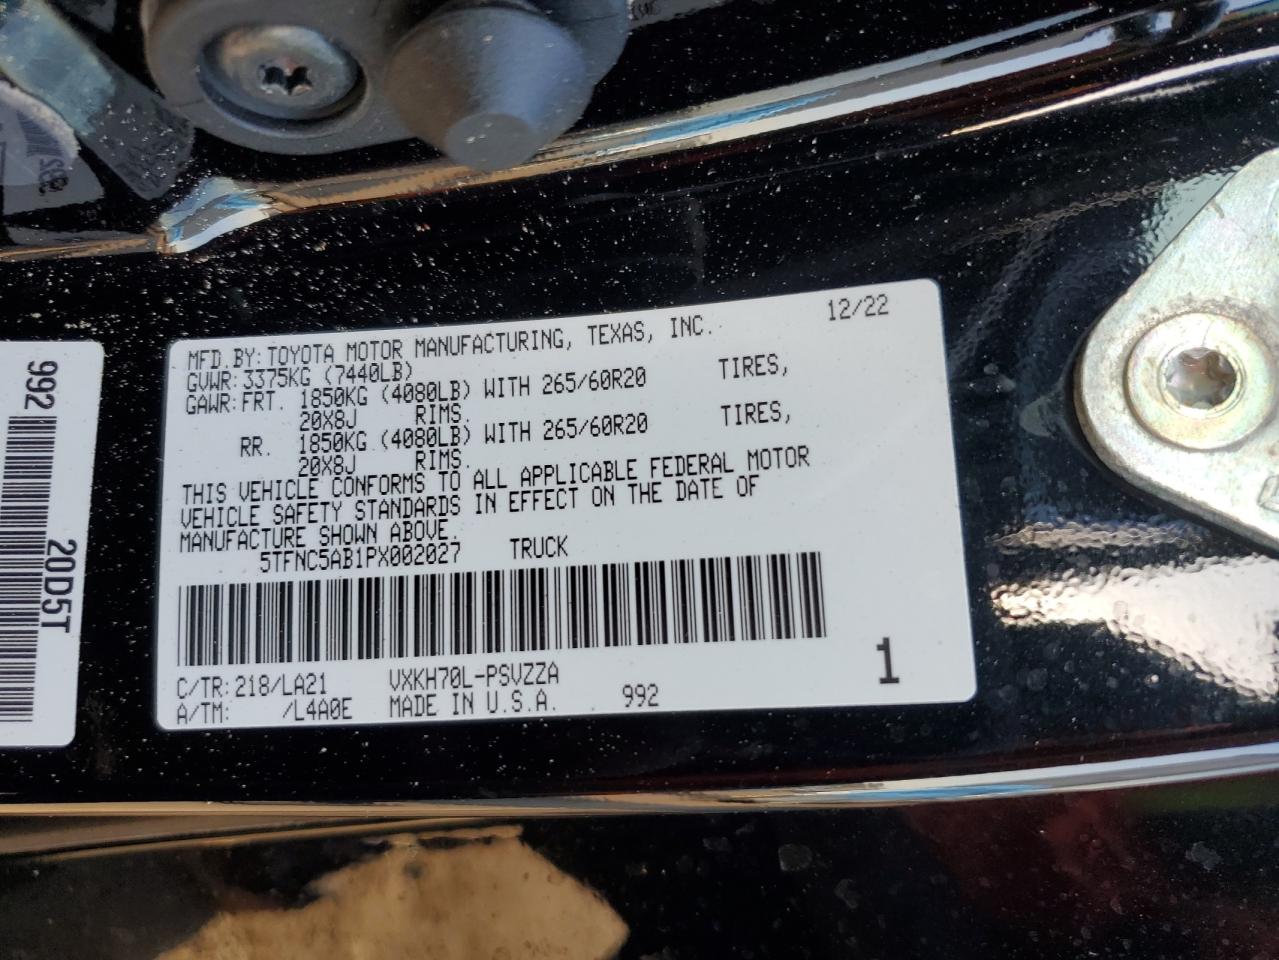 MFD. BY: TOYOTA MOTOR MANUFACTURING, TEXAS, INC. 12/22
GVWR: 3375KG (7440LB)
GAWR: FRT. 1850KG (4080LB) WITH 265/60R20 TIRES,
20X8J RIMS.
RR. 1850KG (4080LB) WITH 265/60R20 TIRES,
20X8J RIMS.
THIS VEHICLE CONFORMS TO ALL APPLICABLE FEDERAL MOTOR
VEHICLE SAFETY STANDARDS IN EFFECT ON THE DATE OF
MANUFACTURE SHOWN ABOVE.
5TFNC5AB1PX002027 TRUCK
C/TR: 218/LA21 VXKH70L-PSVZZA
A/TM: /L4A0E MADE IN U.S.A. 992
1
992
20D5T